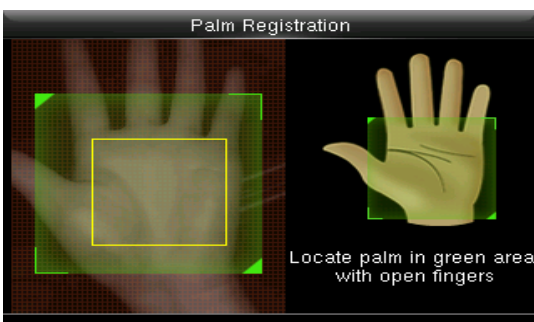 Palm Registration
Locate palm in green area
with open fingers